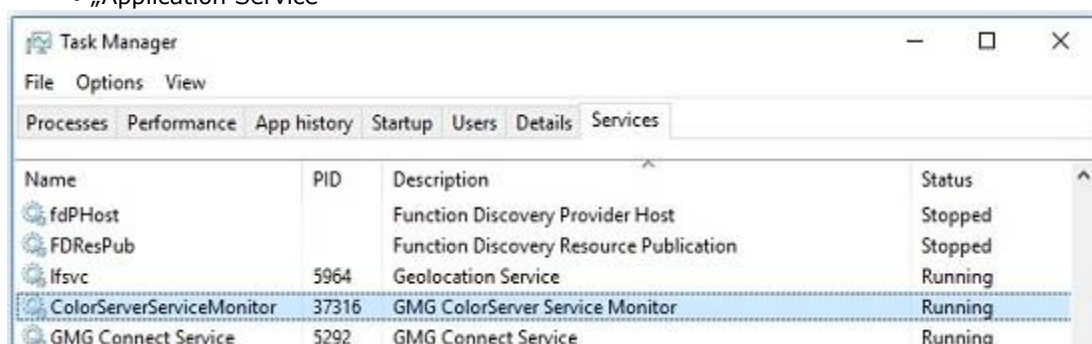 • „Application Service“
Task Manager
File Options View
Processes Performance App history Startup Users Details Services
Name PID Description Status
fdPHost Function Discovery Provider Host Stopped
FDResPub Function Discovery Resource Publication Stopped
lfsvc 5964 Geolocation Service Running
ColorServerServiceMonitor 37316 GMG ColorServer Service Monitor Running
GMG Connect Service 5292 GMG Connect Service Running